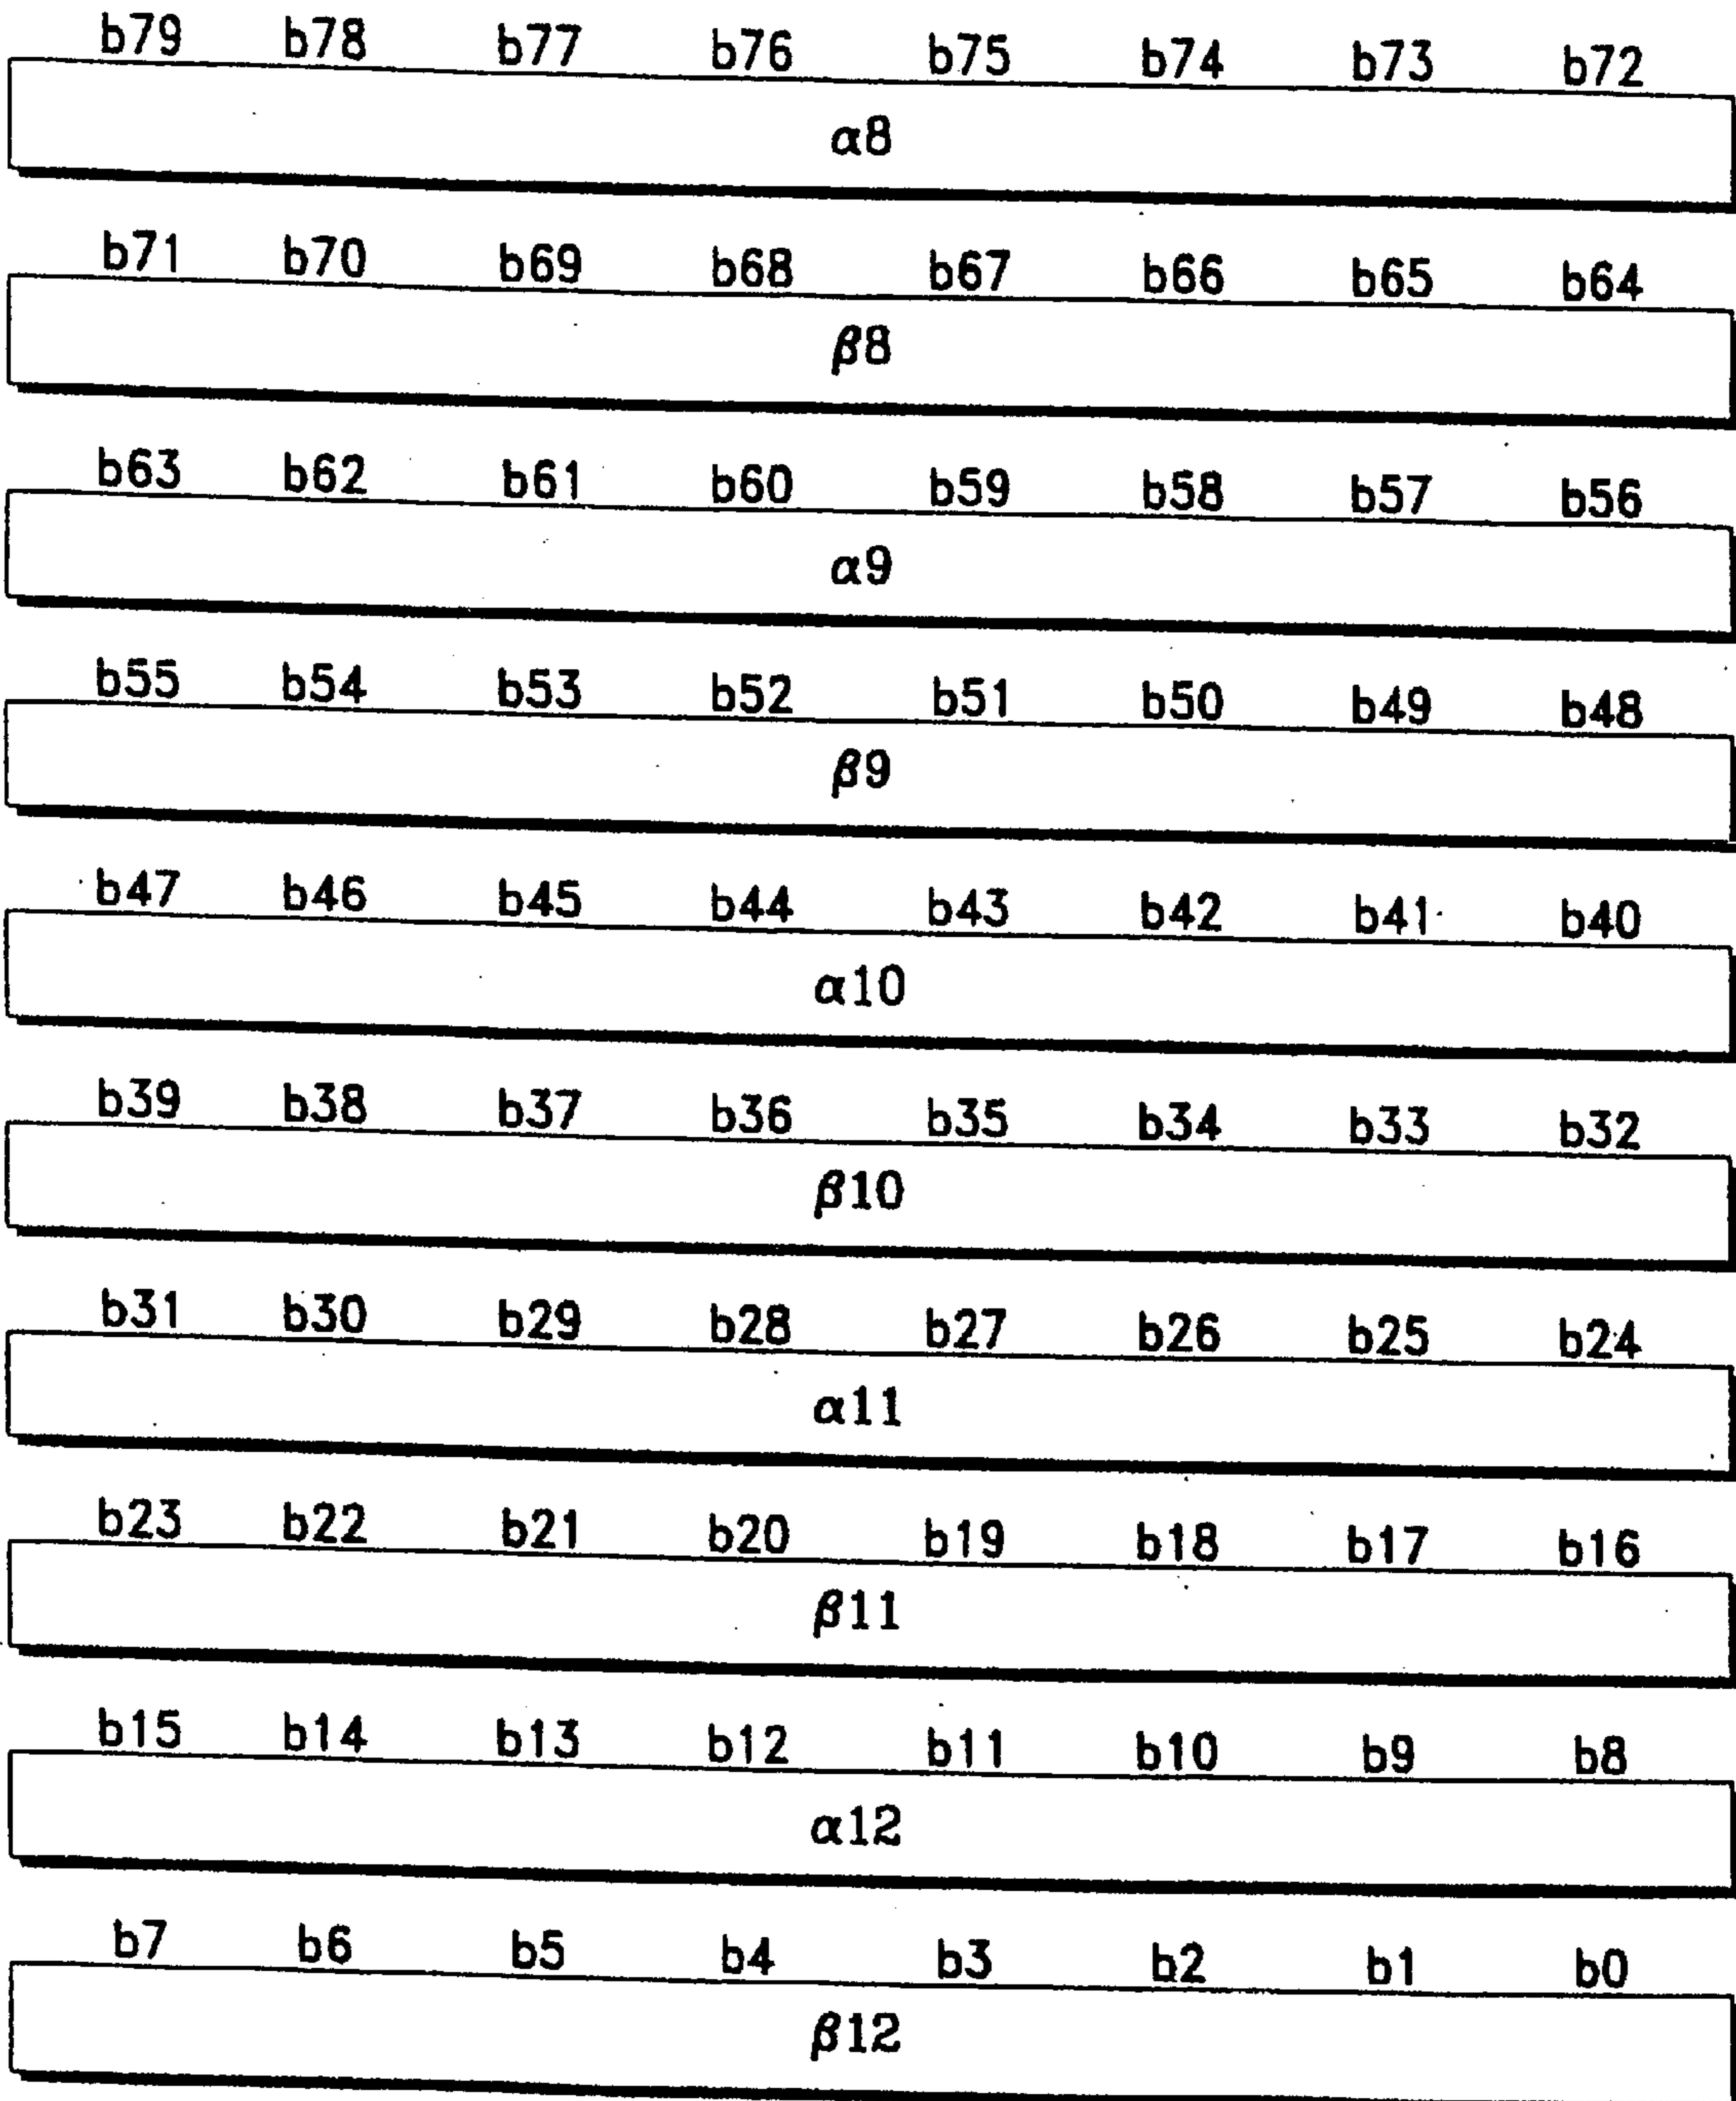 b79 b78 b77 b76 b75 b74 b73 b72
α8
b71 b70 b69 b68 b67 b66 b65 b64
β8
b63 b62 b61 b60 b59 b58 b57 b56
α9
b55 b54 b53 b52 b51 b50 b49 b48
β9
b47 b46 b45 b44 b43 b42 b41 b40
α10
b39 b38 b37 b36 b35 b34 b33 b32
β10
b31 b30 b29 b28 b27 b26 b25 b24
α11
b23 b22 b21 b20 b19 b18 b17 b16
β11
b15 b14 b13 b12 b11 b10 b9 b8
α12
b7 b6 b5 b4 b3 b2 b1 b0
β12